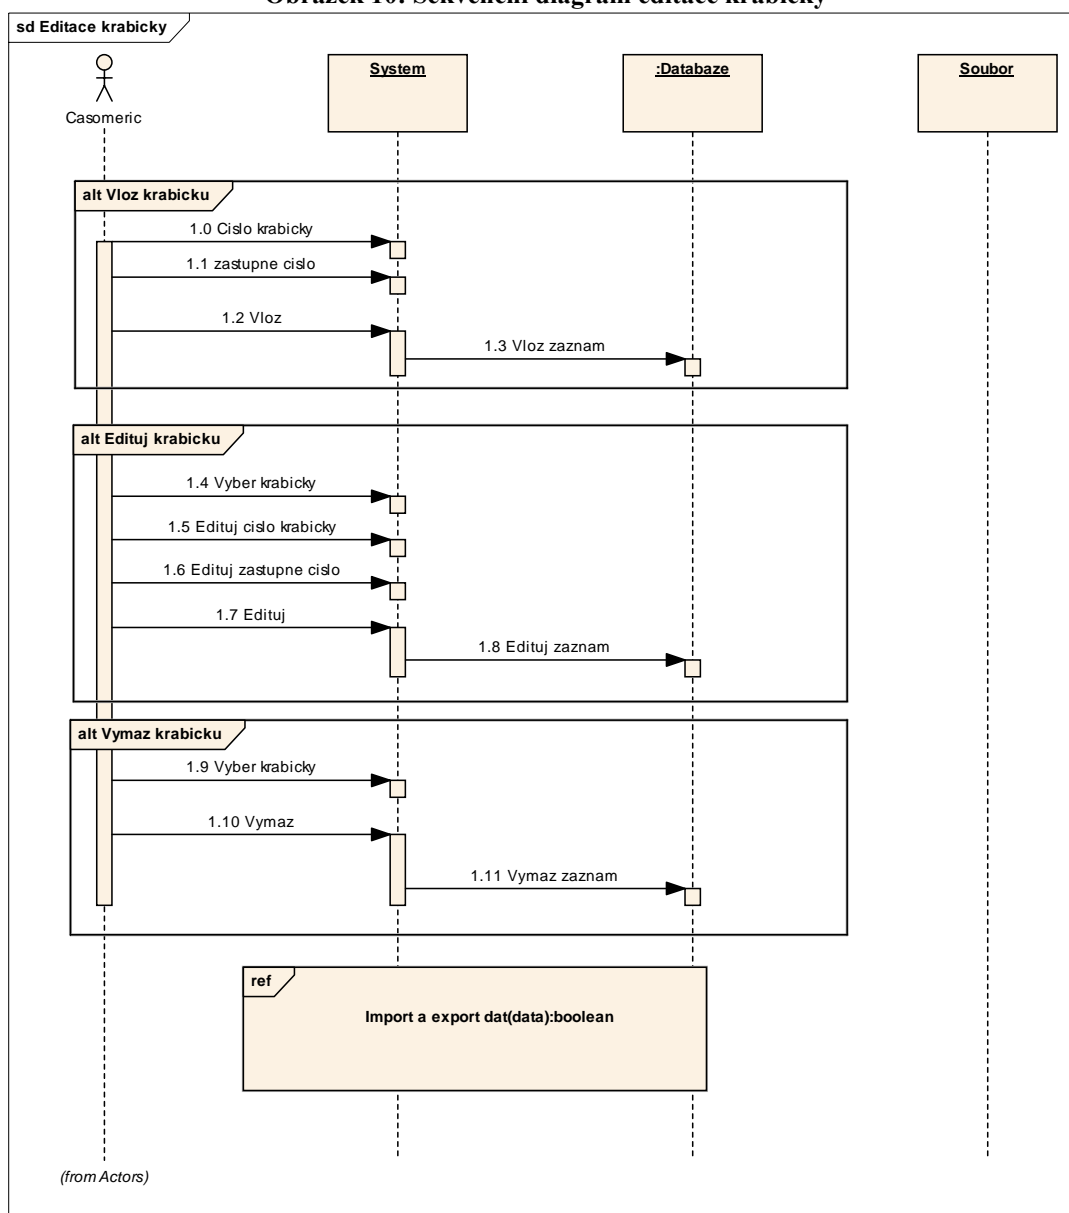 Obrázek 10: Sekvenční diagram editace krabičky
sd Editace krabicky
System
:Databaze
Soubor
Casomeric
alt Vloz krabicku
1.0 Cislo krabicky
1.1 zastupne cislo
1.2 Vloz
1.3 Vloz zaznam
alt Edituj krabicku
1.4 Vyber krabicky
1.5 Edituj cislo krabicky
1.6 Edituj zastupne cislo
1.7 Edituj
1.8 Edituj zaznam
alt Vymaz krabicku
1.9 Vyber krabicky
1.10 Vymaz
1.11 Vymaz zaznam
ref
Import a export dat(data):boolean
(from Actors)